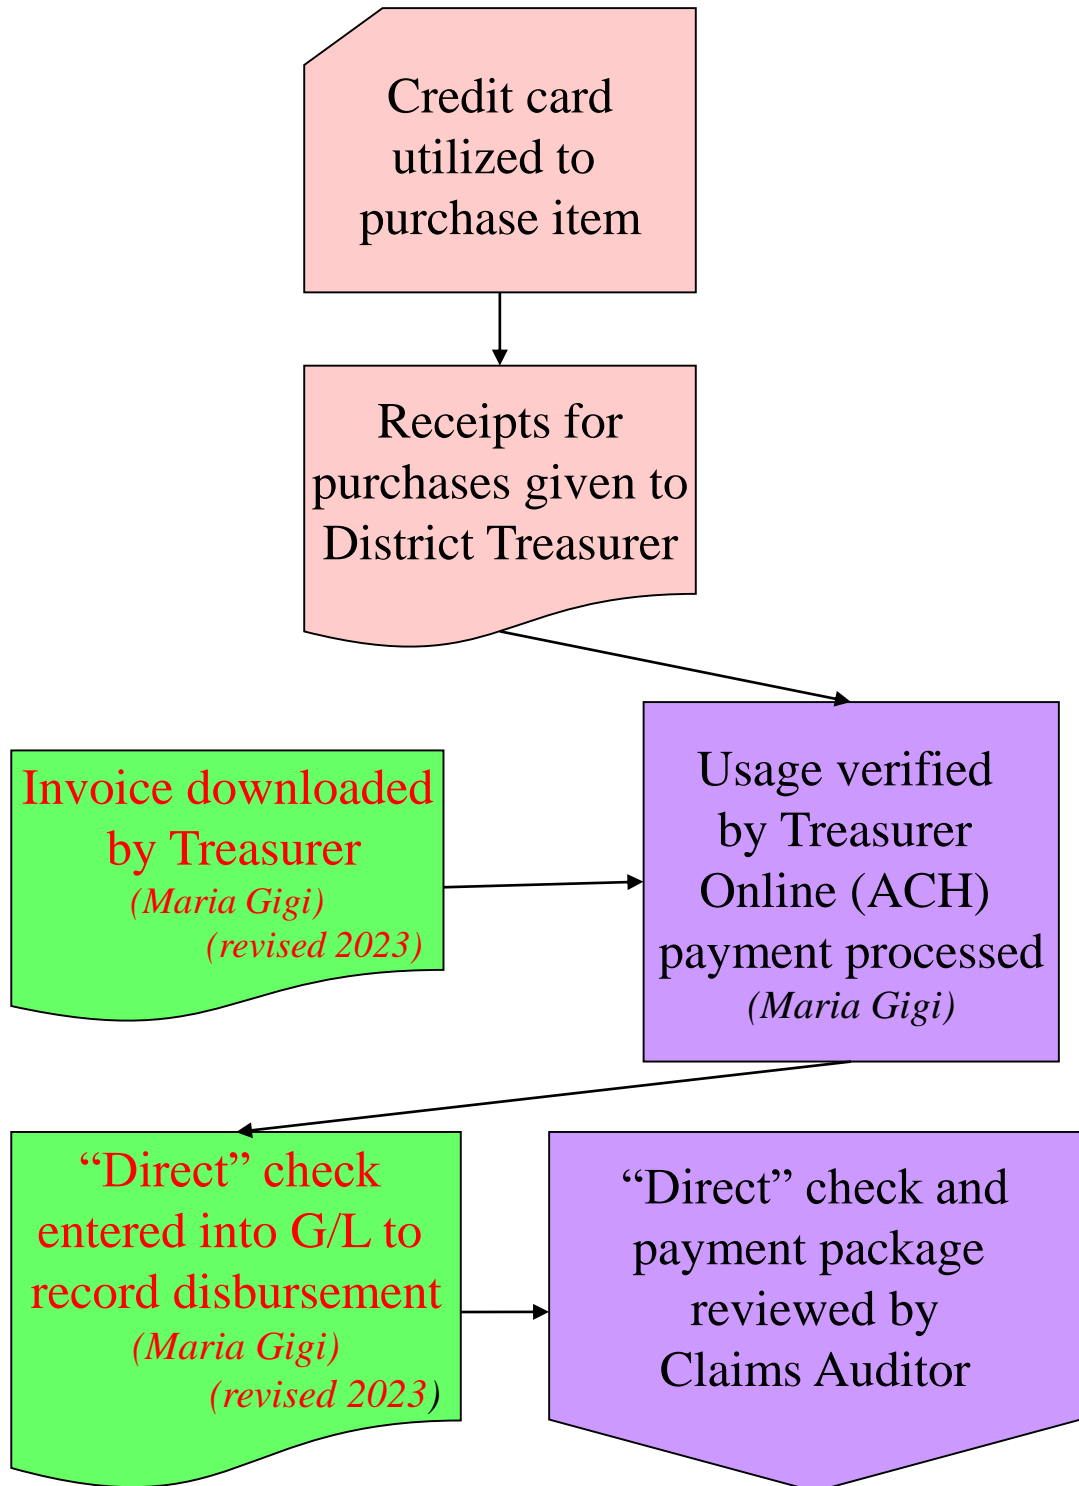 Credit card
utilized to
purchase item
Receipts for
purchases given to
District Treasurer
Invoice downloaded
by Treasurer
(Maria Gigi)
(revised 2023)
Usage verified
by Treasurer
Online (ACH)
payment processed
(Maria Gigi)
“Direct” check
entered into G/L to
record disbursement
(Maria Gigi)
(revised 2023)
“Direct” check and
payment package
reviewed by
Claims Auditor